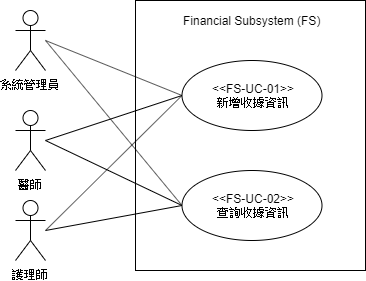 Financial Subsystem (FS)
<<FS-UC-01>>
新增收據資訊
系統管理員
醫師
<<FS-UC-02>>
查詢收據資訊
護理師